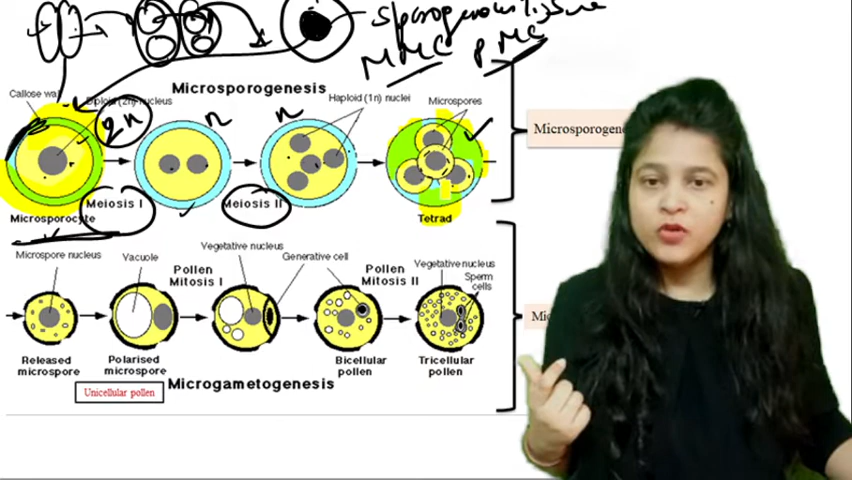 sporogenous tissue
MMC PMC
Microsporogenesis
Callose wall
Diploid (2n) nucleus
Haploid (1n) nuclei
Microspores
2n
n
n
Microsporogene
Meiosis I
Meiosis II
Microsporocyte
Tetrad
Microspore nucleus
Vacuole
Vegetative nucleus
Generative cell
Vegetative nucleus
Sperm
cells
Pollen
Mitosis I
Pollen
Mitosis II
Mi
Released
microspore
Polarised
microspore
Bicellular
pollen
Tricellular
pollen
Microgametogenesis
Unicellular pollen